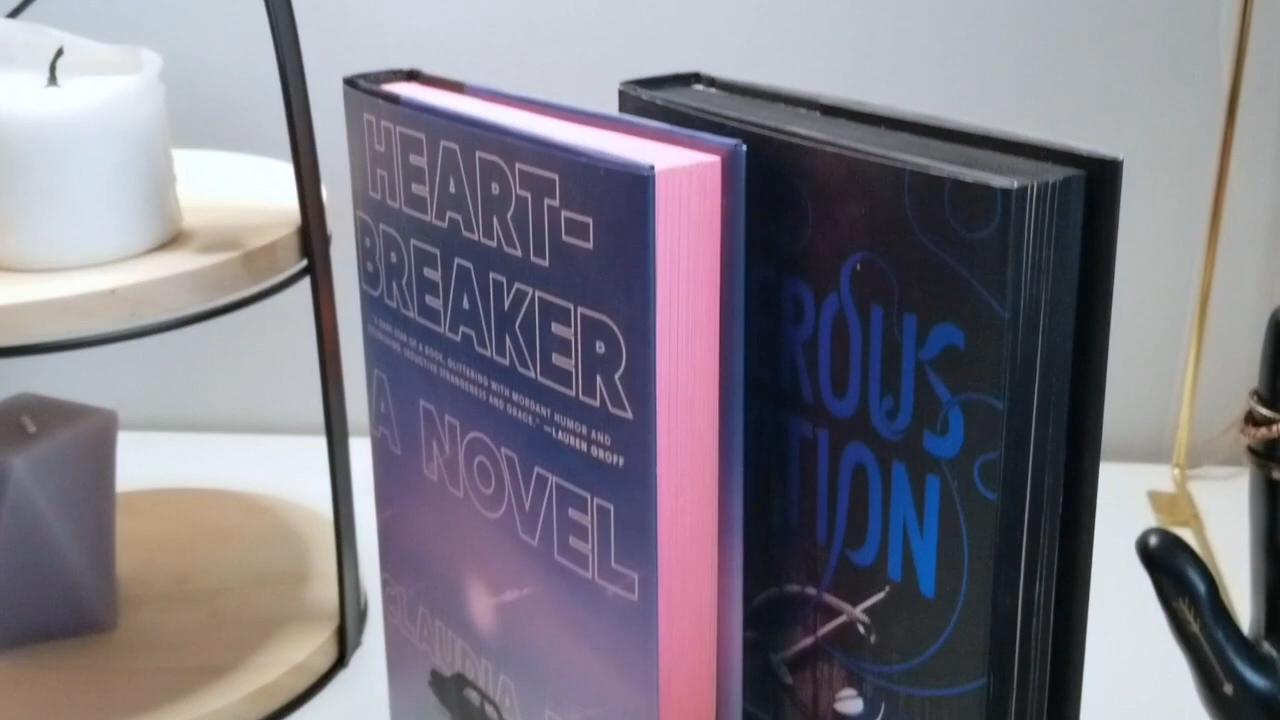 HEART-
BREAKER
"A DARK STAR OF A BOOK, GLITTERING WITH MORDANT HUMOR AND
ASTONISHING, SEDUCTIVE STRANGENESS AND GRACE." —LAUREN GROFF
A NOVEL
CLAUDIA
ROUS
TION